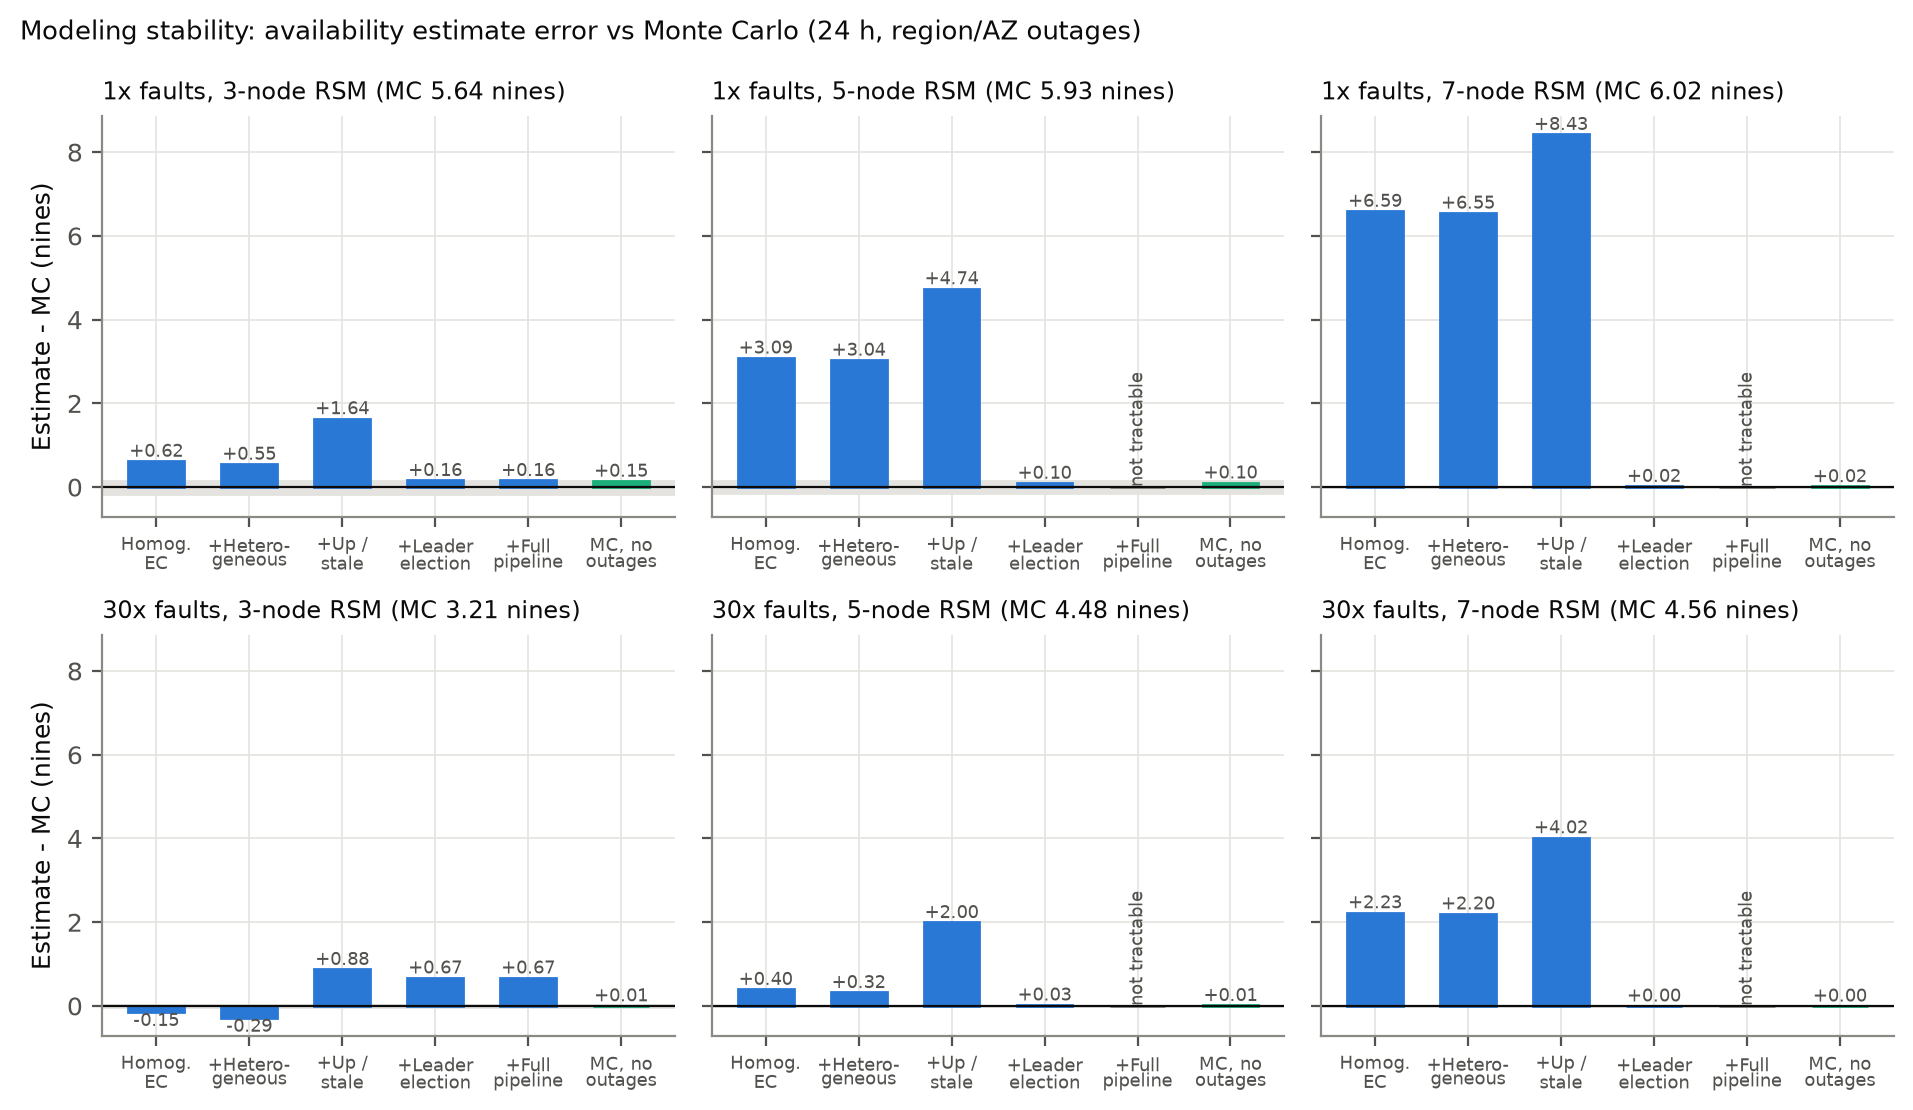 Modeling stability: availability estimate error vs Monte Carlo (24 h, region/AZ outages)
1x faults, 3-node RSM (MC 5.64 nines)
Estimate - MC (nines)
8
6
4
2
0
+0.62
+0.55
+1.64
+0.16
+0.16
+0.15
Homog.
EC
+Hetero-
geneous
+Up /
stale
+Leader
election
+Full
pipeline
MC, no
outages
1x faults, 5-node RSM (MC 5.93 nines)
+3.09
+3.04
+4.74
+0.10
not tractable
+0.10
Homog.
EC
+Hetero-
geneous
+Up /
stale
+Leader
election
+Full
pipeline
MC, no
outages
1x faults, 7-node RSM (MC 6.02 nines)
+6.59
+6.55
+8.43
+0.02
not tractable
+0.02
Homog.
EC
+Hetero-
geneous
+Up /
stale
+Leader
election
+Full
pipeline
MC, no
outages
30x faults, 3-node RSM (MC 3.21 nines)
Estimate - MC (nines)
8
6
4
2
0
-0.15
-0.29
+0.88
+0.67
+0.67
+0.01
Homog.
EC
+Hetero-
geneous
+Up /
stale
+Leader
election
+Full
pipeline
MC, no
outages
30x faults, 5-node RSM (MC 4.48 nines)
+0.40
+0.32
+2.00
+0.03
not tractable
+0.01
Homog.
EC
+Hetero-
geneous
+Up /
stale
+Leader
election
+Full
pipeline
MC, no
outages
30x faults, 7-node RSM (MC 4.56 nines)
+2.23
+2.20
+4.02
+0.00
not tractable
+0.00
Homog.
EC
+Hetero-
geneous
+Up /
stale
+Leader
election
+Full
pipeline
MC, no
outages